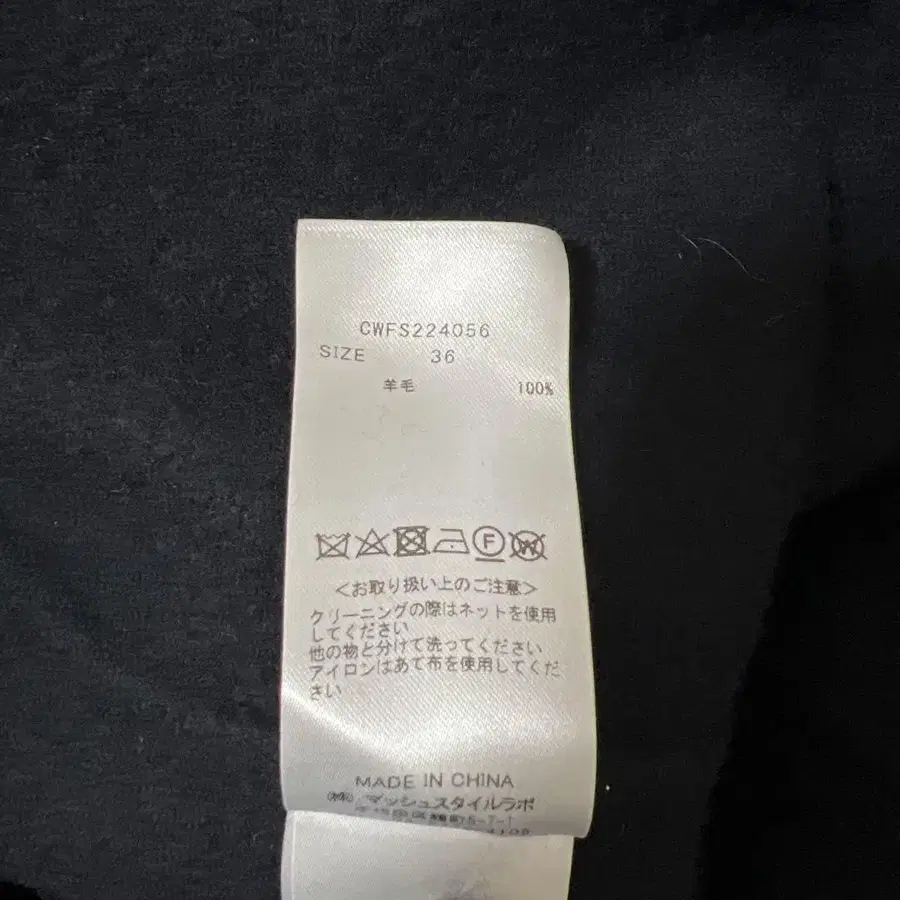 CWFS224056
SIZE 36
羊毛 100%
F
W
<お取り扱い上のご注意>
クリーニングの際はネットを使用
してください
他の物と分けて洗ってください
アイロンはあて布を使用してくだ
さい
MADE IN CHINA
(株) マッシュスタイルラボ